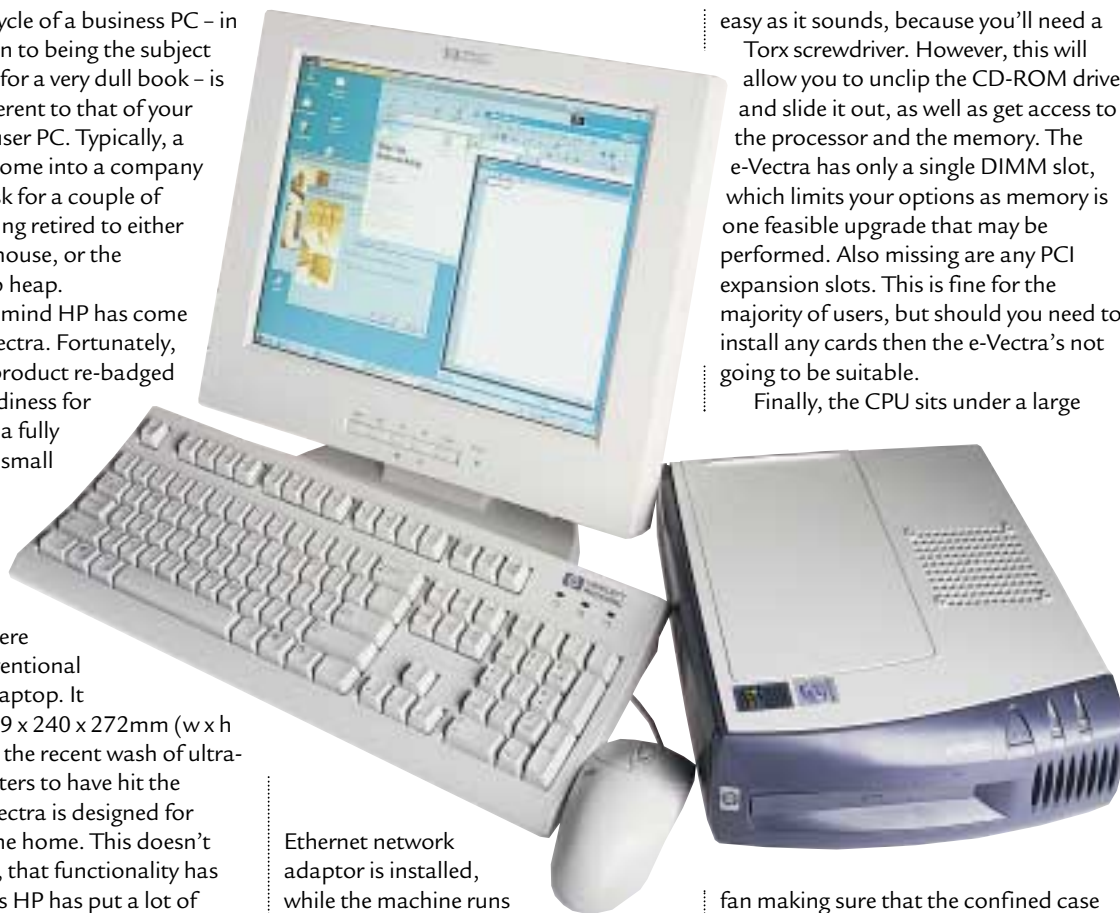 ycle of a business PC – in
n to being the subject
for a very dull book – is
erent to that of your
user PC. Typically, a
ome into a company
sk for a couple of
ng retired to either
house, or the
o heap.
mind HP has come
ectra. Fortunately,
product re-badged
diness for
a fully
small
ere
ventional
aptop. It
9 x 240 x 272mm (w x h
the recent wash of ultra-
ters to have hit the
ectra is designed for
ne home. This doesn't
, that functionality has
s HP has put a lot of
Ethernet network
adaptor is installed,
while the machine runs
easy as it sounds, because you'll need a
Torx screwdriver. However, this will
allow you to unclip the CD-ROM drive
and slide it out, as well as get access to
the processor and the memory. The
e-Vectra has only a single DIMM slot,
which limits your options as memory is
one feasible upgrade that may be
performed. Also missing are any PCI
expansion slots. This is fine for the
majority of users, but should you need to
install any cards then the e-Vectra's not
going to be suitable.
Finally, the CPU sits under a large
fan making sure that the confined case